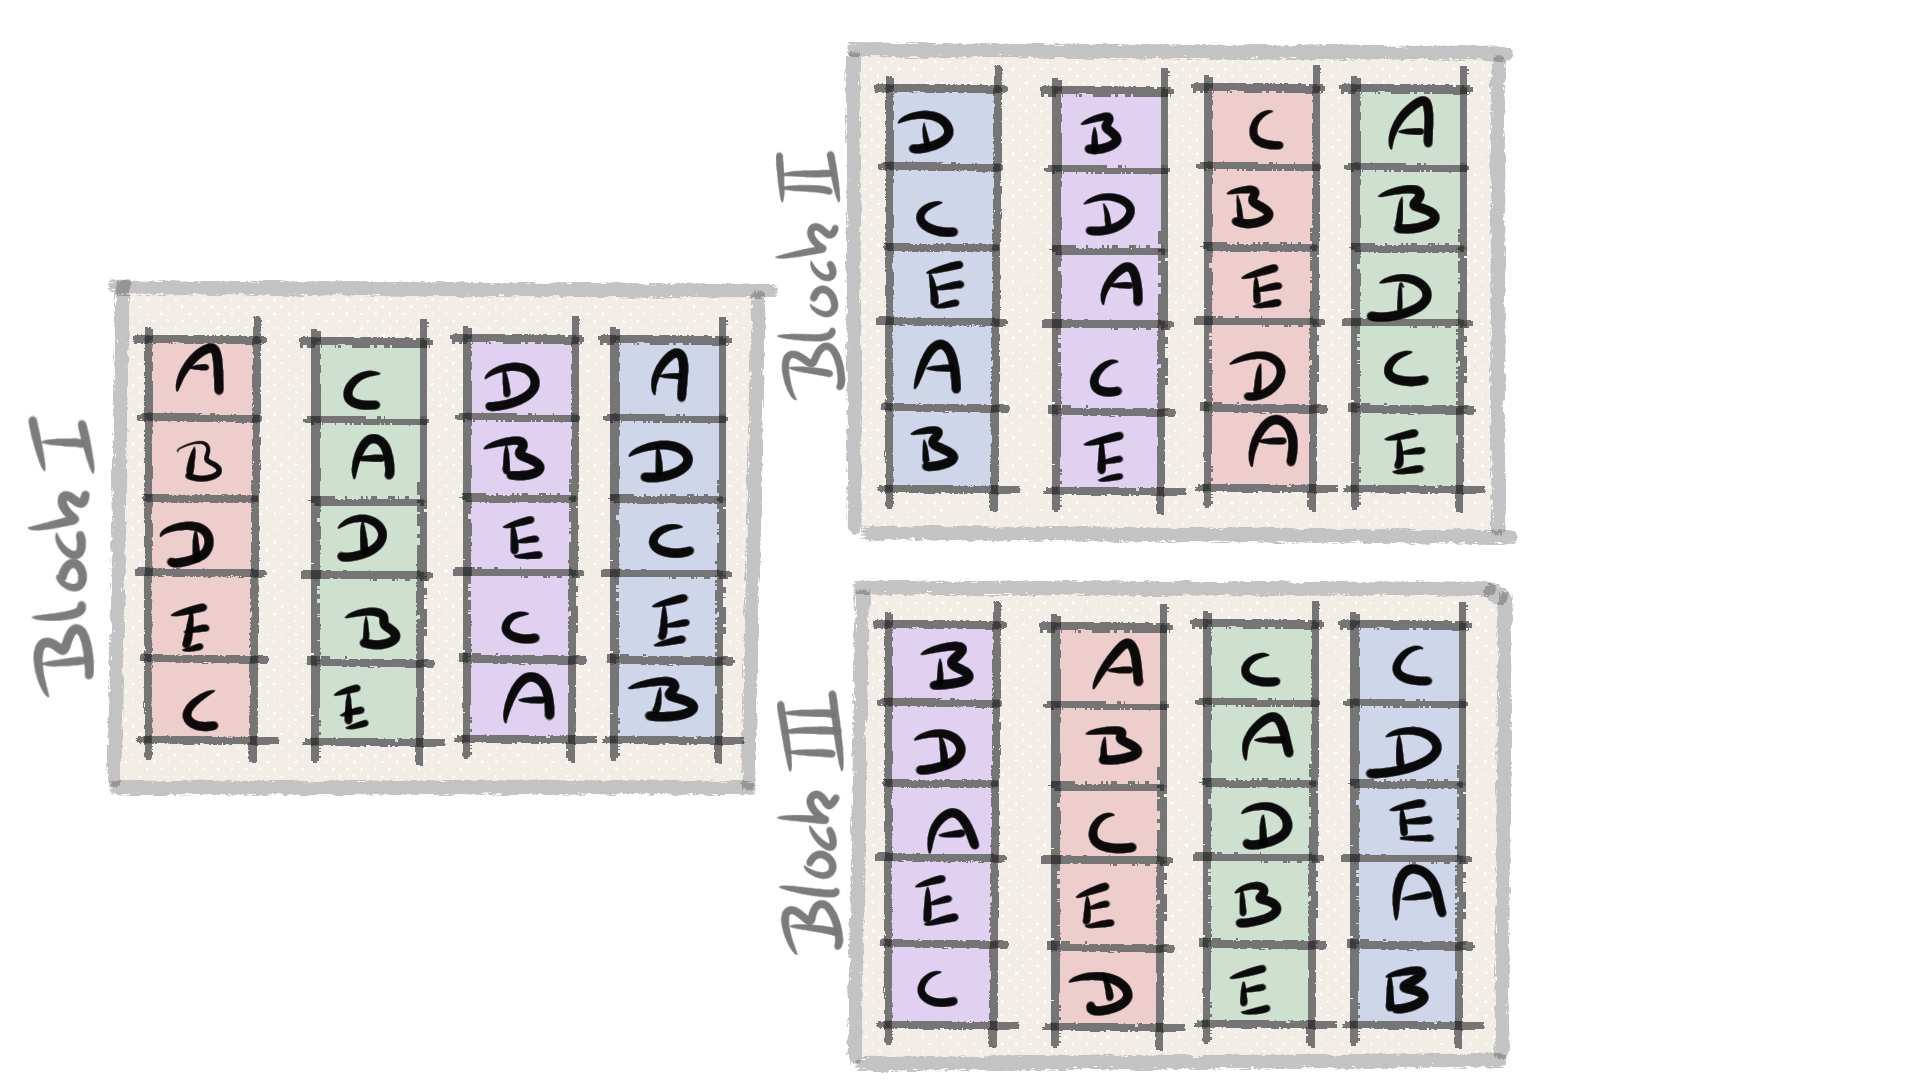 Block I
A C D A
B A B D
D D E C
E B C E
C E A B
Block II
D B C A
C D B B
E A E D
A C D C
B E A E
Block III
B A C C
D B A D
A C D E
E E B A
C D E B